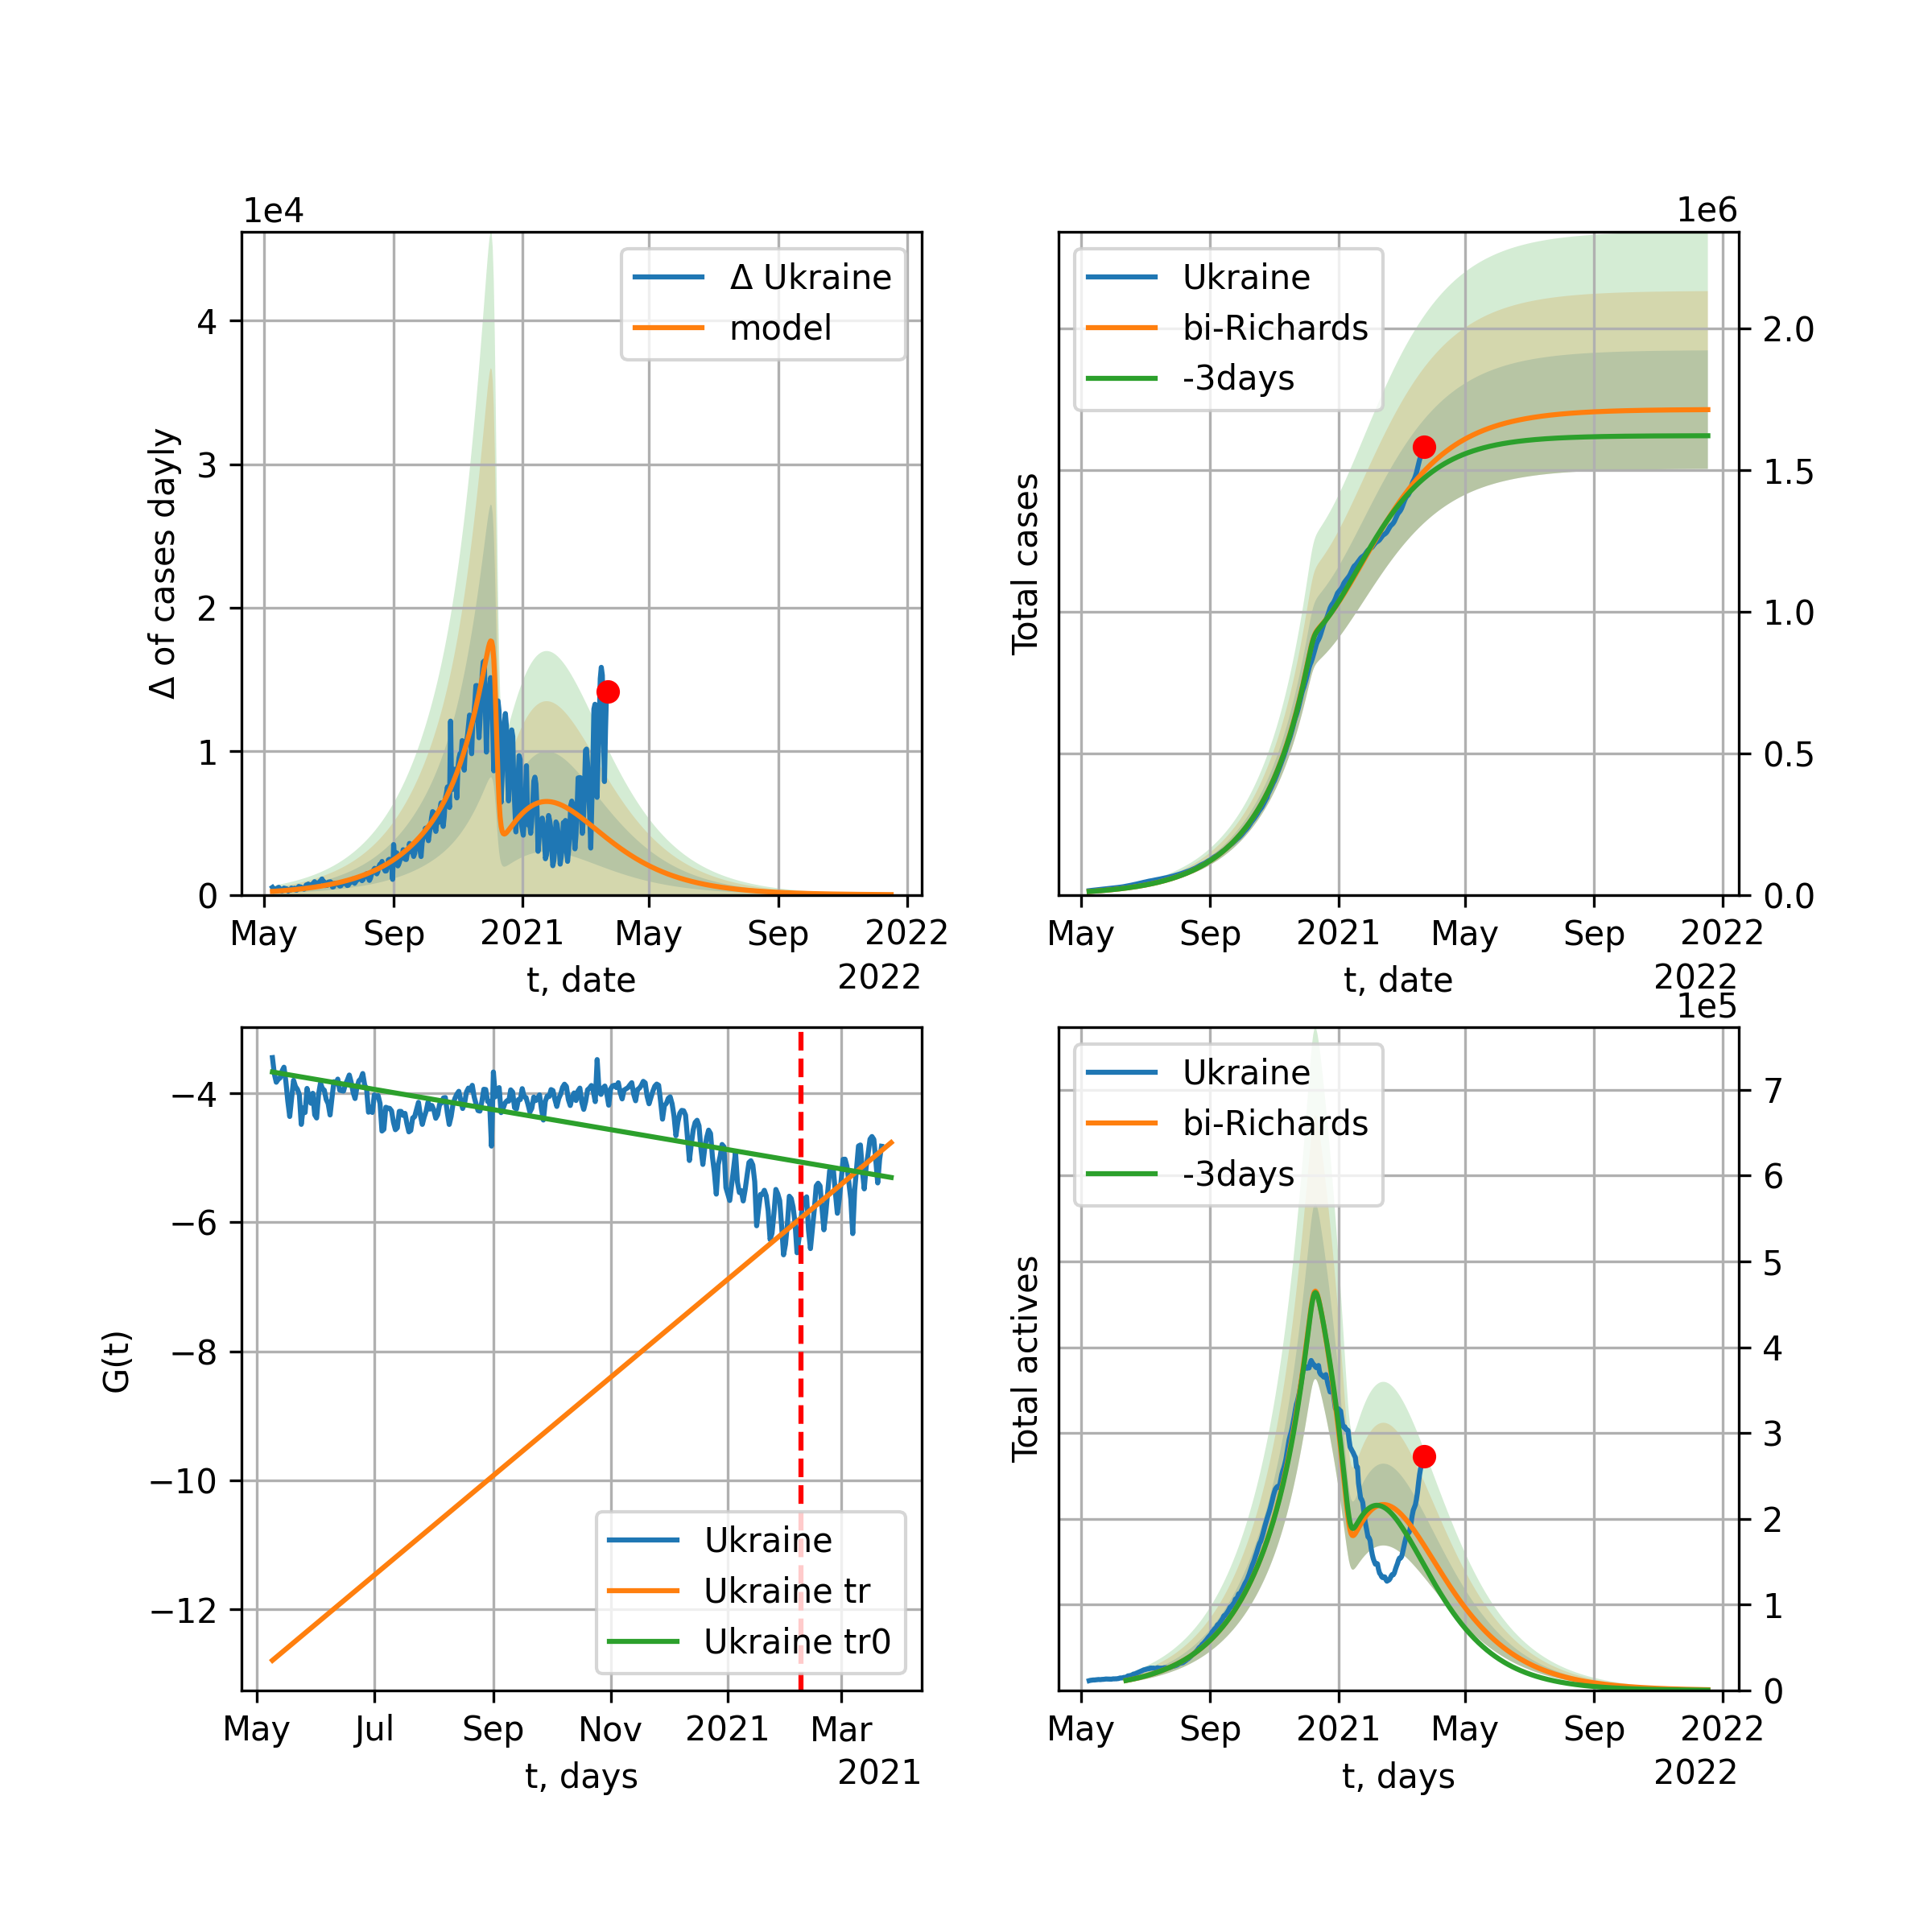 1e4
Δ Ukraine
model
4
3
2
1
0
Δ of cases dayly
May Sep 2021 May Sep 2022
t, date
2022
1e6
Ukraine
bi-Richards
-3days
2.0
1.5
1.0
0.5
0.0
Total cases
May Sep 2021 May Sep 2022
t, date
2022
−4
−6
−8
−10
−12
G(t)
Ukraine
Ukraine tr
Ukraine tr0
May Jul Sep Nov 2021 Mar
t, days
2021
1e5
Ukraine
bi-Richards
-3days
7
6
5
4
3
2
1
0
Total actives
May Sep 2021 May Sep 2022
t, days
2022